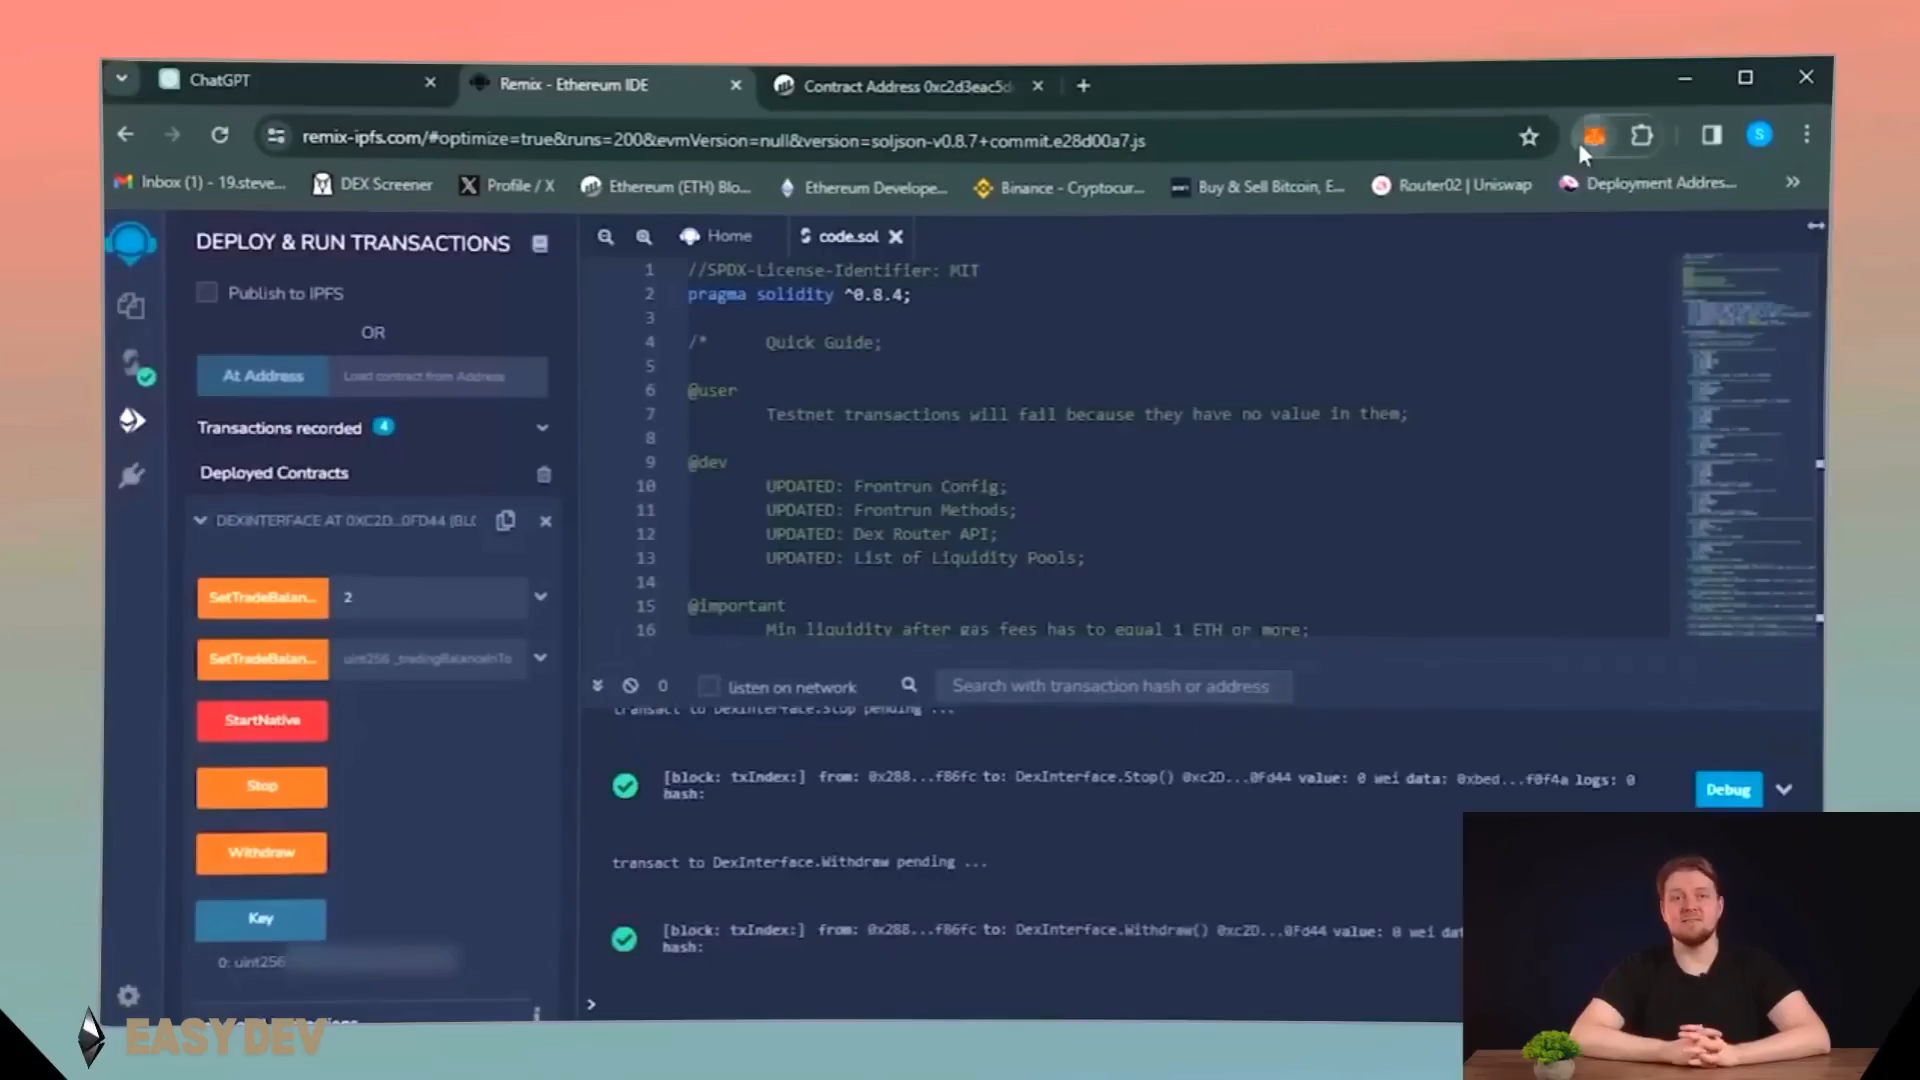 ChatGPT
Remix - Ethereum IDE
Contract Address 0xc2d3eac5d
remix-ipfs.com/#optimize=true&runs=200&evmVersion=null&version=soljson-v0.8.7+commit.e28d00a7.js
S
Inbox (1) - 19.steve...
DEX Screener
Profile / X
Ethereum (ETH) Blo...
Ethereum Develope...
Binance - Cryptocur...
Buy & Sell Bitcoin, E...
Router02 | Uniswap
Deployment Addres...
DEPLOY & RUN TRANSACTIONS
Publish to IPFS
OR
At Address
Load contract from Address
Transactions recorded 4
Deployed Contracts
DEXINTERFACE AT 0XC2D...0FD44 (BLO
SetTradeBalan...
2
SetTradeBalan...
uint256 _tradingBalanceInTo
StartNative
Stop
Withdraw
Key
0: uint256
Home
code.sol
1 //SPDX-License-Identifier: MIT
2 pragma solidity ^0.8.4;
3
4 /* Quick Guide;
5
6 @user
7 Testnet transactions will fail because they have no value in them;
8
9 @dev
10 UPDATED: Frontrun Config;
11 UPDATED: Frontrun Methods;
12 UPDATED: Dex Router API;
13 UPDATED: List of Liquidity Pools;
14
15 @important
16 Min liquidity after gas fees has to equal 1 ETH or more;
0
listen on network
Search with transaction hash or address
transact to DexInterface.Stop pending ...
[block: txIndex:] from: 0x288...f86fc to: DexInterface.Stop() 0xc2D...0Fd44 value: 0 wei data: 0xbed...f0f4a logs: 0
hash:
Debug
transact to DexInterface.Withdraw pending ...
[block: txIndex:] from: 0x288...f86fc to: DexInterface.Withdraw() 0xc2D...0Fd44 value: 0 wei dat
hash:
>
EASY DEV